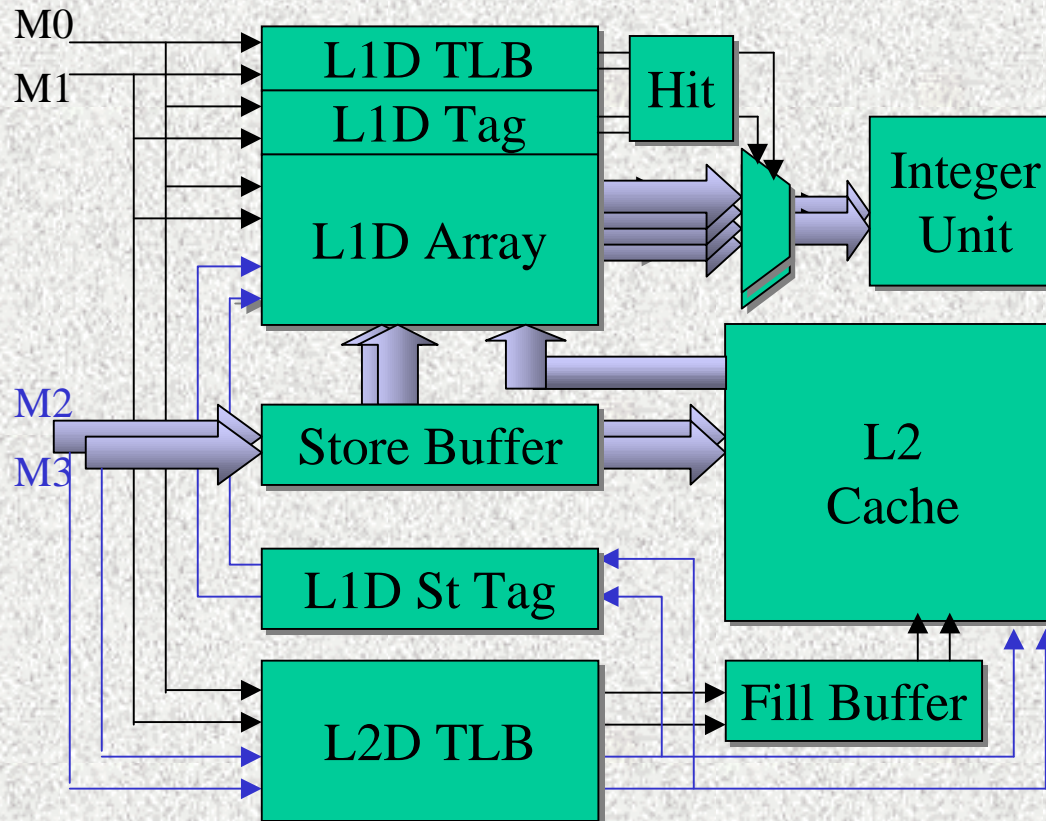 M0
M1
L1D TLB
L1D Tag
L1D Array
Hit
Integer
Unit
M2
M3
Store Buffer
L2
Cache
L1D St Tag
L2D TLB
Fill Buffer